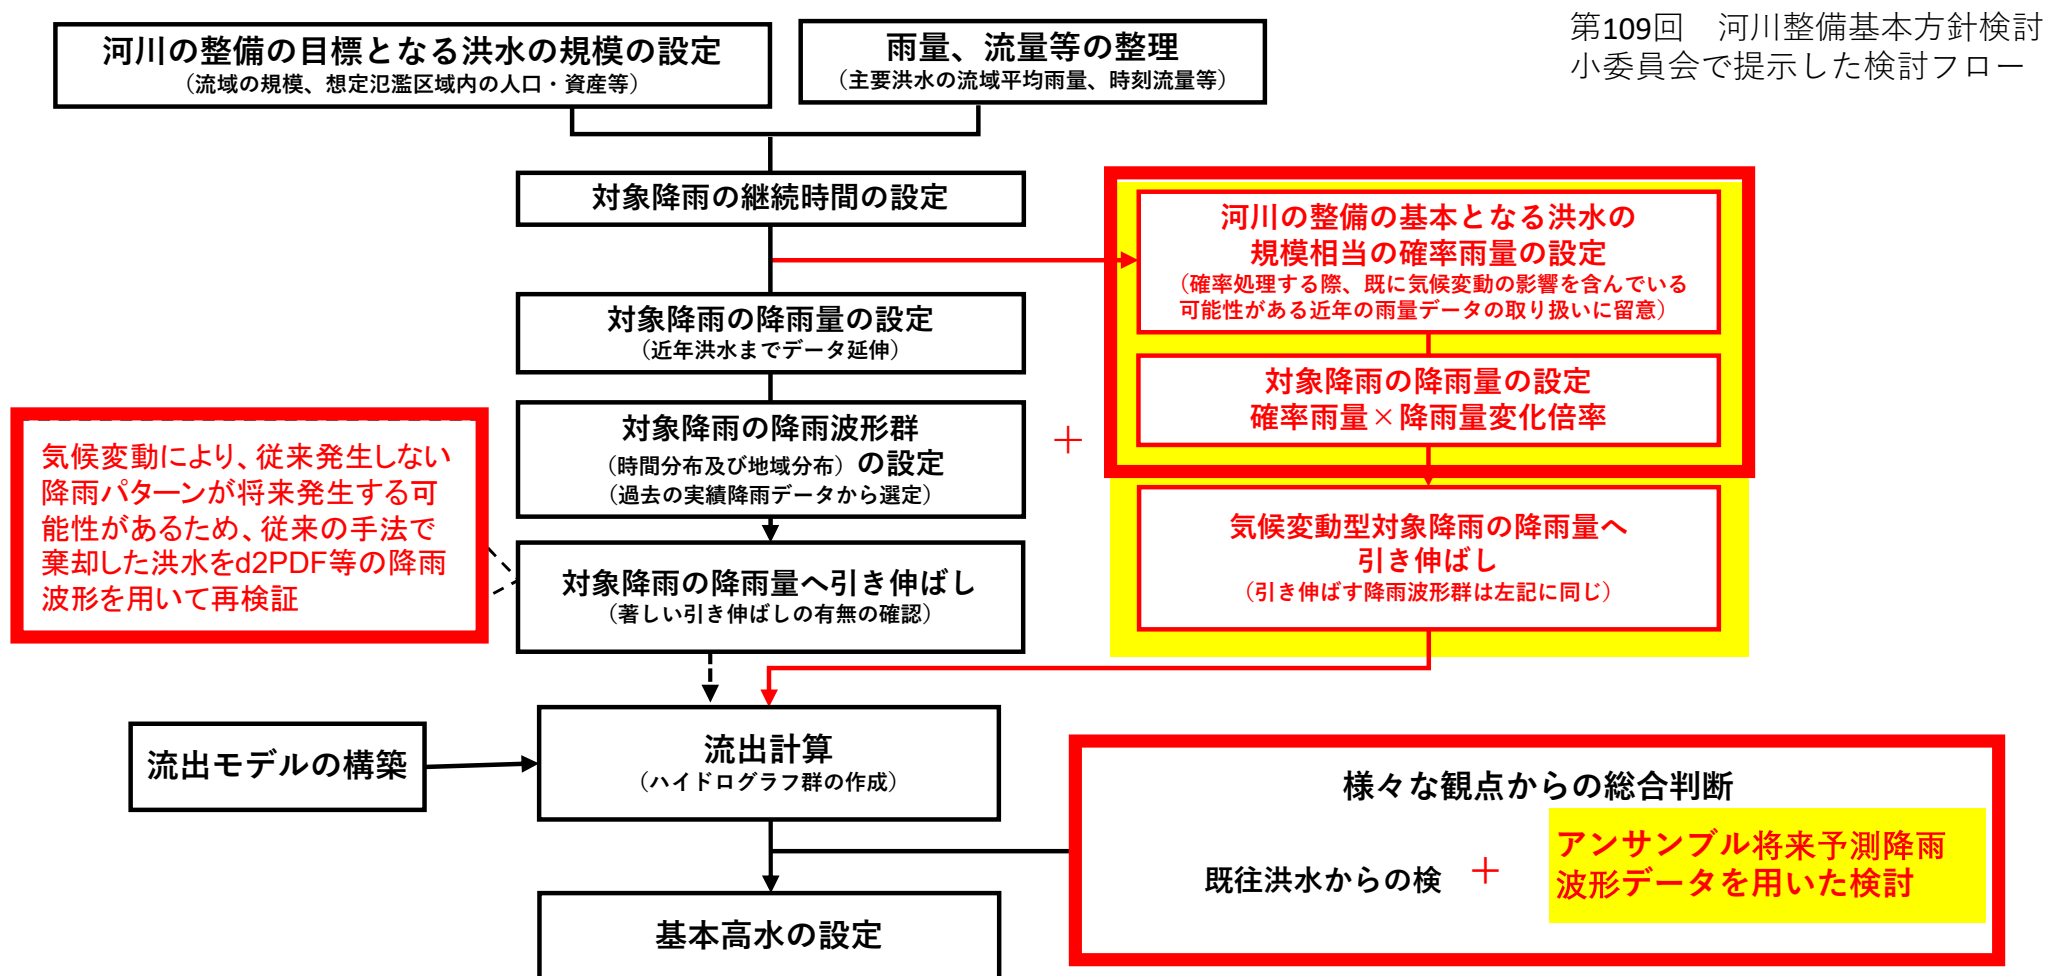 第109回　河川整備基本方針検討
小委員会で提示した検討フロー
河川の整備の目標となる洪水の規模の設定
（流域の規模、想定氾濫区域内の人口・資産等）
雨量、流量等の整理
（主要洪水の流域平均雨量、時刻流量等）
対象降雨の継続時間の設定
河川の整備の基本となる洪水の
規模相当の確率雨量の設定
（確率処理する際、既に気候変動の影響を含んでいる
可能性がある近年の雨量データの取り扱いに留意）
対象降雨の降雨量の設定
（近年洪水までデータ延伸）
対象降雨の降雨量の設定
確率雨量×降雨量変化倍率
対象降雨の降雨波形群
（時間分布及び地域分布）の設定
（過去の実績降雨データから選定）
＋
気候変動により、従来発生しない
降雨パターンが将来発生する可
能性があるため、従来の手法で
棄却した洪水をd2PDF等の降雨
波形を用いて再検証
気候変動型対象降雨の降雨量へ
引き伸ばし
（引き伸ばす降雨波形群は左記に同じ）
対象降雨の降雨量へ引き伸ばし
（著しい引き伸ばしの有無の確認）
流出モデルの構築
流出計算
（ハイドログラフ群の作成）
様々な観点からの総合判断
既往洪水からの検
＋
アンサンブル将来予測降雨
波形データを用いた検討
基本高水の設定